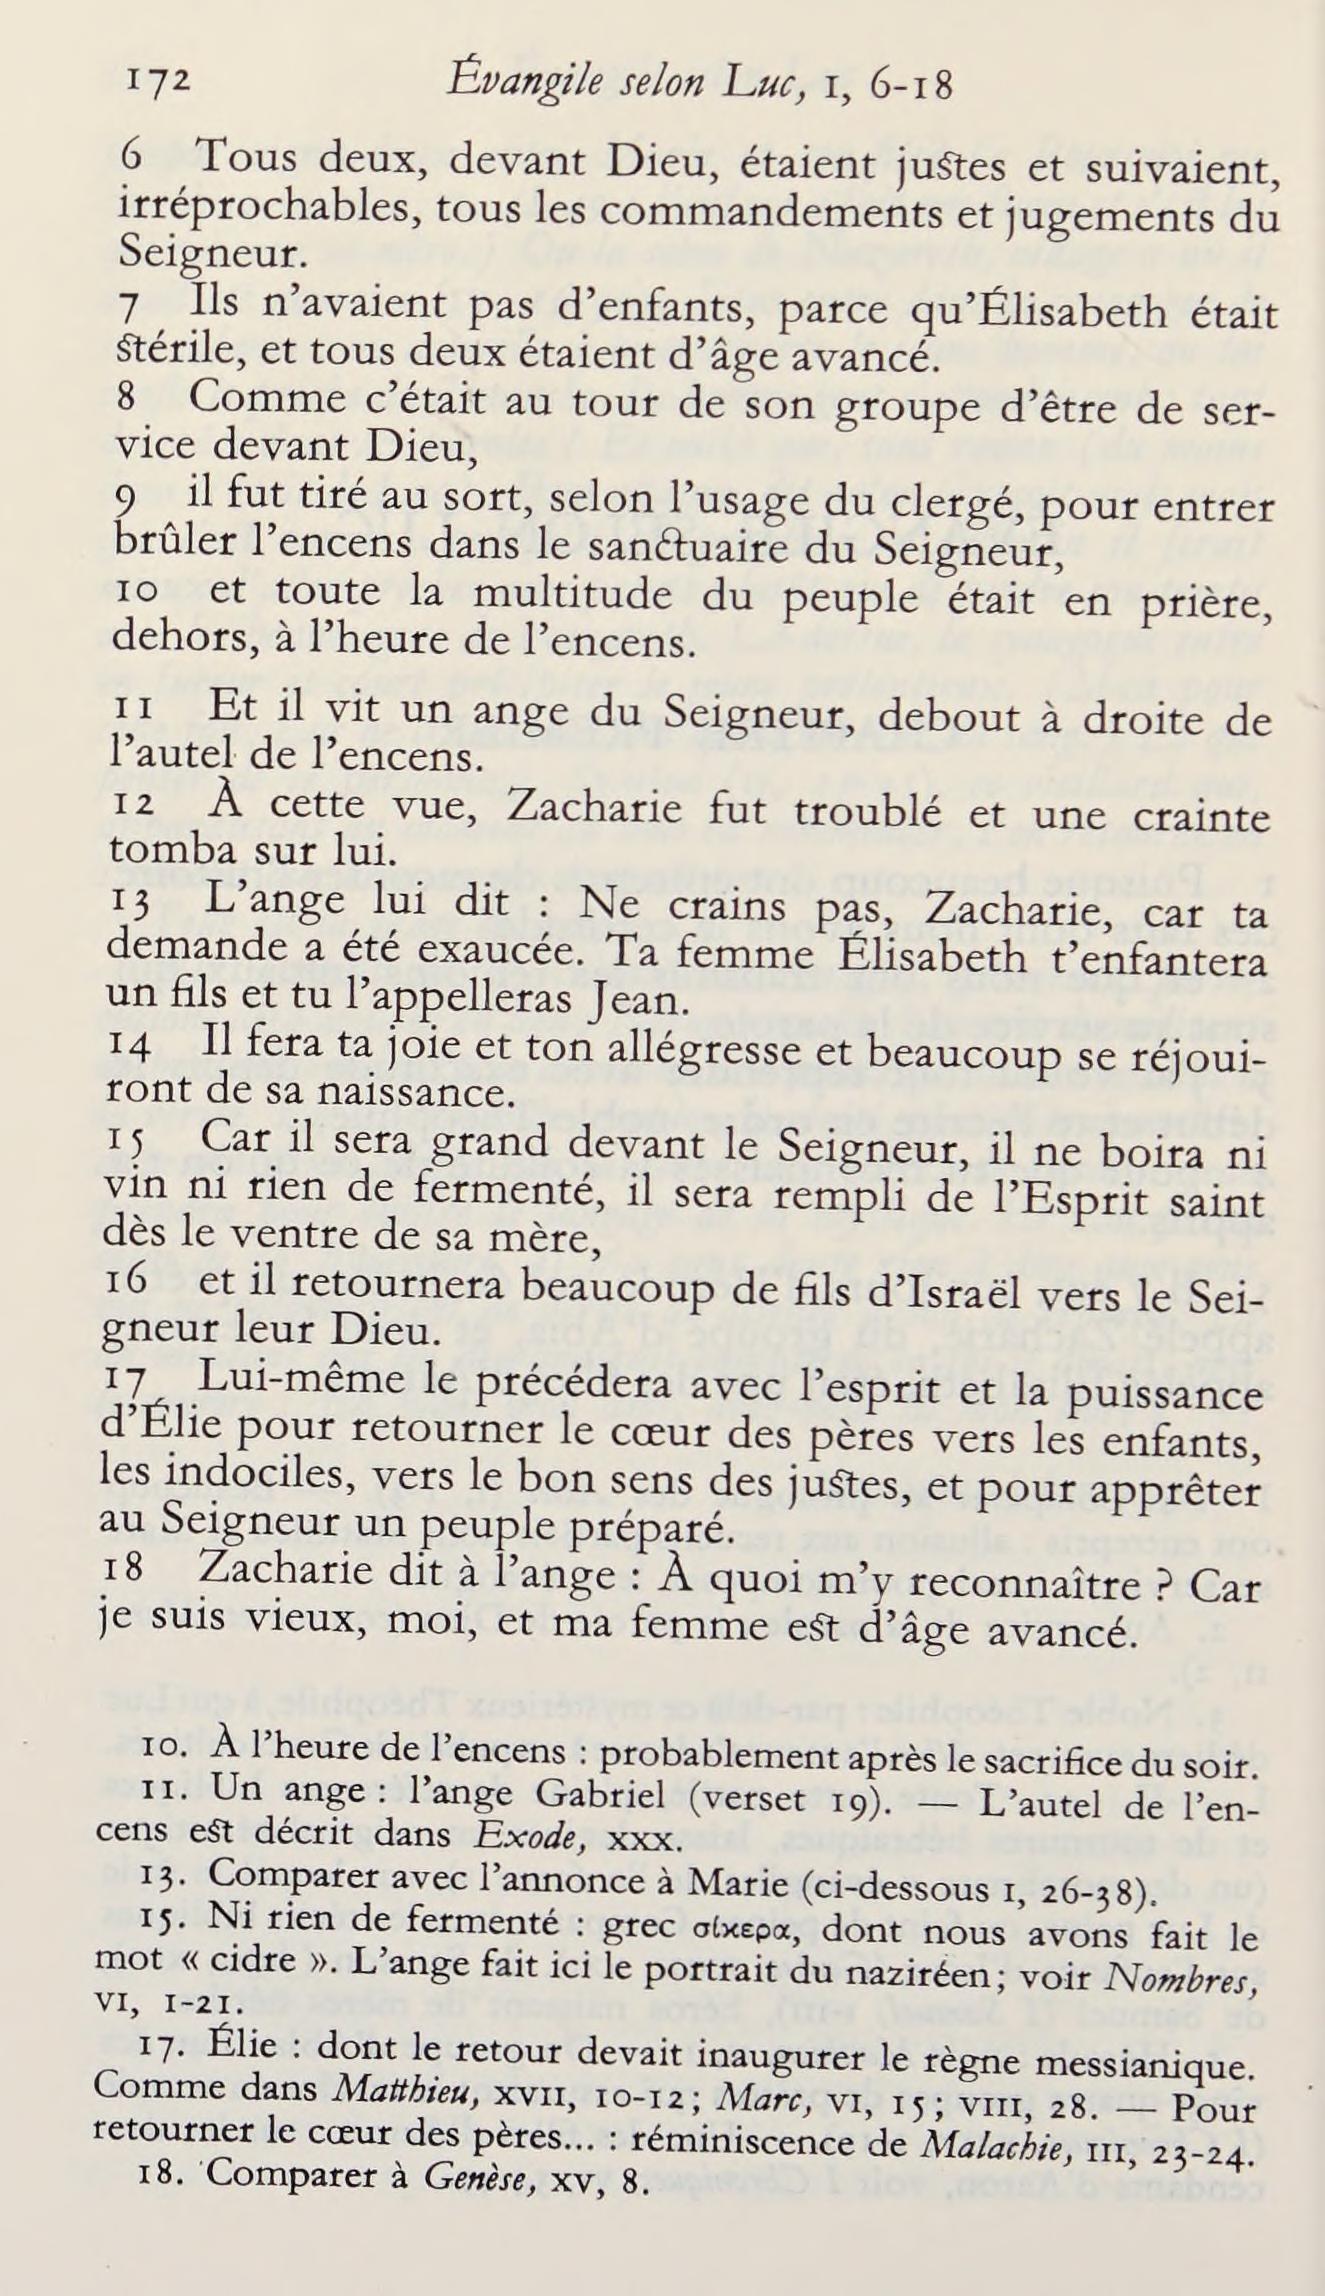 172 Évangile selon Luc, I, 6-18
6 Tous deux, devant Dieu, étaient justes et suivaient,
irréprochables, tous les commandements et jugements du
Seigneur.
7 Ils n’avaient pas d’enfants, parce qu’Élisabeth était
stérile, et tous deux étaient d’âge avancé.
8 Comme c’était au tour de son groupe d’être de ser-
vice devant Dieu,
9 il fut tiré au sort, selon l’usage du clergé, pour entrer
brûler l’encens dans le sanctuaire du Seigneur,
10 et toute la multitude du peuple était en prière,
dehors, à l’heure de l’encens.
11 Et il vit un ange du Seigneur, debout à droite de
l’autel de l’encens.
12 À cette vue, Zacharie fut troublé et une crainte
tomba sur lui.
13 L’ange lui dit : Ne crains pas, Zacharie, car ta
demande a été exaucée. Ta femme Élisabeth t’enfantera
un fils et tu l’appelleras Jean.
14 Il fera ta joie et ton allégresse et beaucoup se réjoui-
ront de sa naissance.
15 Car il sera grand devant le Seigneur, il ne boira ni
vin ni rien de fermenté, il sera rempli de l’Esprit saint
dès le ventre de sa mère,
16 et il retournera beaucoup de fils d’Israël vers le Sei-
gneur leur Dieu.
17 Lui-même le précédera avec l’esprit et la puissance
d’Élie pour retourner le cœur des pères vers les enfants,
les indociles, vers le bon sens des justes, et pour apprêter
au Seigneur un peuple préparé.
18 Zacharie dit à l’ange : À quoi m’y reconnaître ? Car
je suis vieux, moi, et ma femme est d’âge avancé.
10. À l’heure de l’encens : probablement après le sacrifice du soir.
11. Un ange : l’ange Gabriel (verset 19). — L’autel de l’en-
cens est décrit dans Exode, XXX.
13. Comparer avec l’annonce à Marie (ci-dessous I, 26-38).
15. Ni rien de fermenté : grec σίκερα, dont nous avons fait le
mot « cidre ». L’ange fait ici le portrait du naziréen; voir Nombres,
VI, 1-21.
17. Élie : dont le retour devait inaugurer le règne messianique.
Comme dans Matthieu, XVII, 10-12; Marc, VI, 15; VIII, 28. — Pour
retourner le cœur des pères... : réminiscence de Malachie, III, 23-24.
18. Comparer à Genèse, XV, 8.